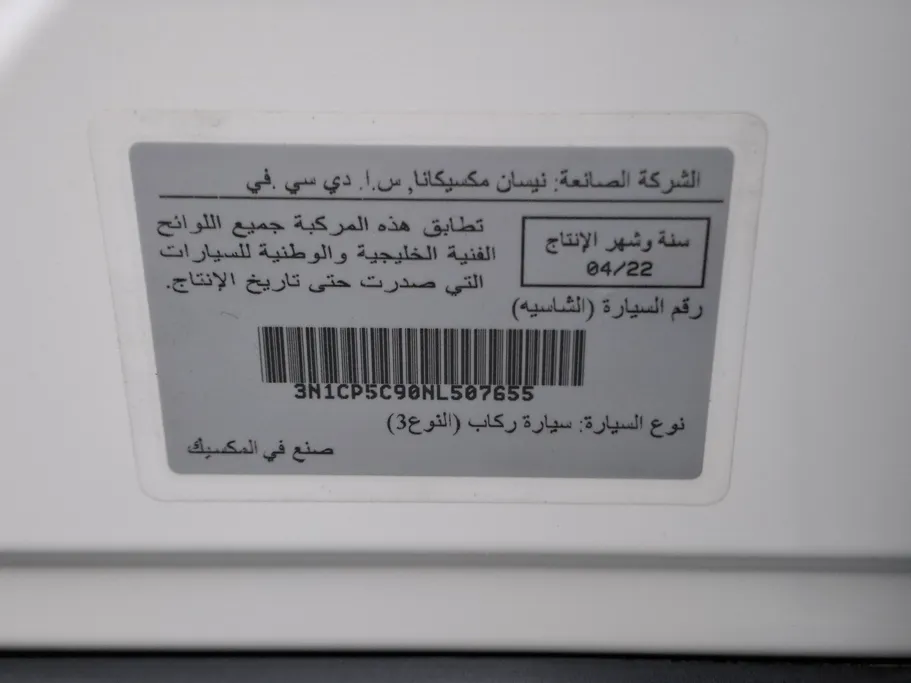 الشركة الصانعة: نيسان مكسيكانا, س.ا. دي سي .في
سنة وشهر الإنتاج
04/22
تطابق هذه المركبة جميع اللوائح
الفنية الخليجية والوطنية للسيارات
التي صدرت حتى تاريخ الإنتاج.
رقم السيارة (الشاسيه)
3N1CP5C90NL507655
نوع السيارة: سيارة ركاب (النوع3)
صنع في المكسيك